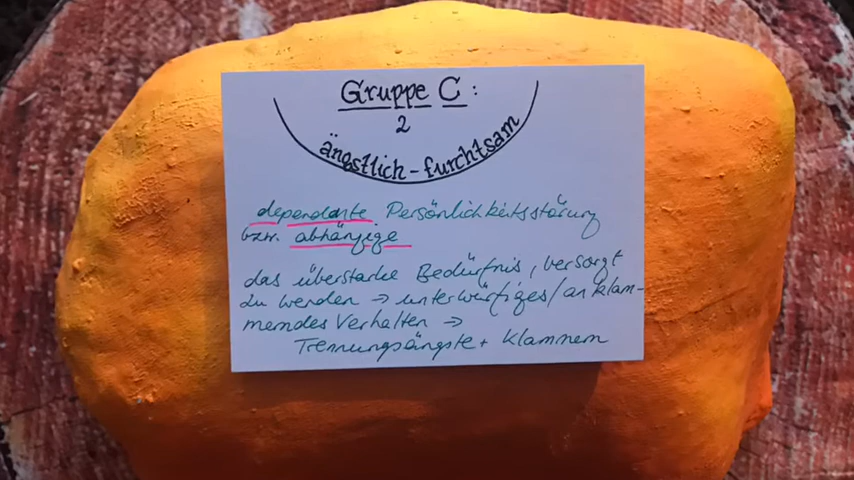 Gruppe C:
2
ängstlich-furchtsam
dependante Persönlichkeitsstörung
bzw. abhängige
das überstarke Bedürfnis, versorgt
zu werden → unterwürfiges/anklam-
merndes Verhalten →
Trennungsängste + Klammern